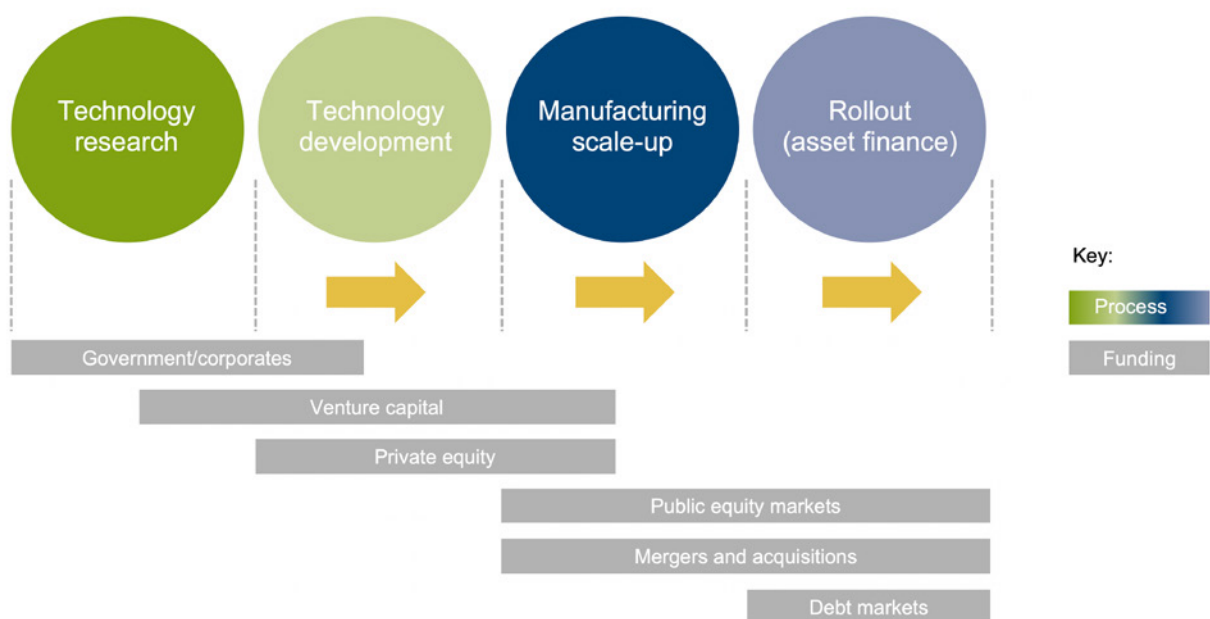 Technology
research
Technology
development
Manufacturing
scale-up
Rollout
(asset finance)
Key:
Process
Funding
Government/corporates
Venture capital
Private equity
Public equity markets
Mergers and acquisitions
Debt markets